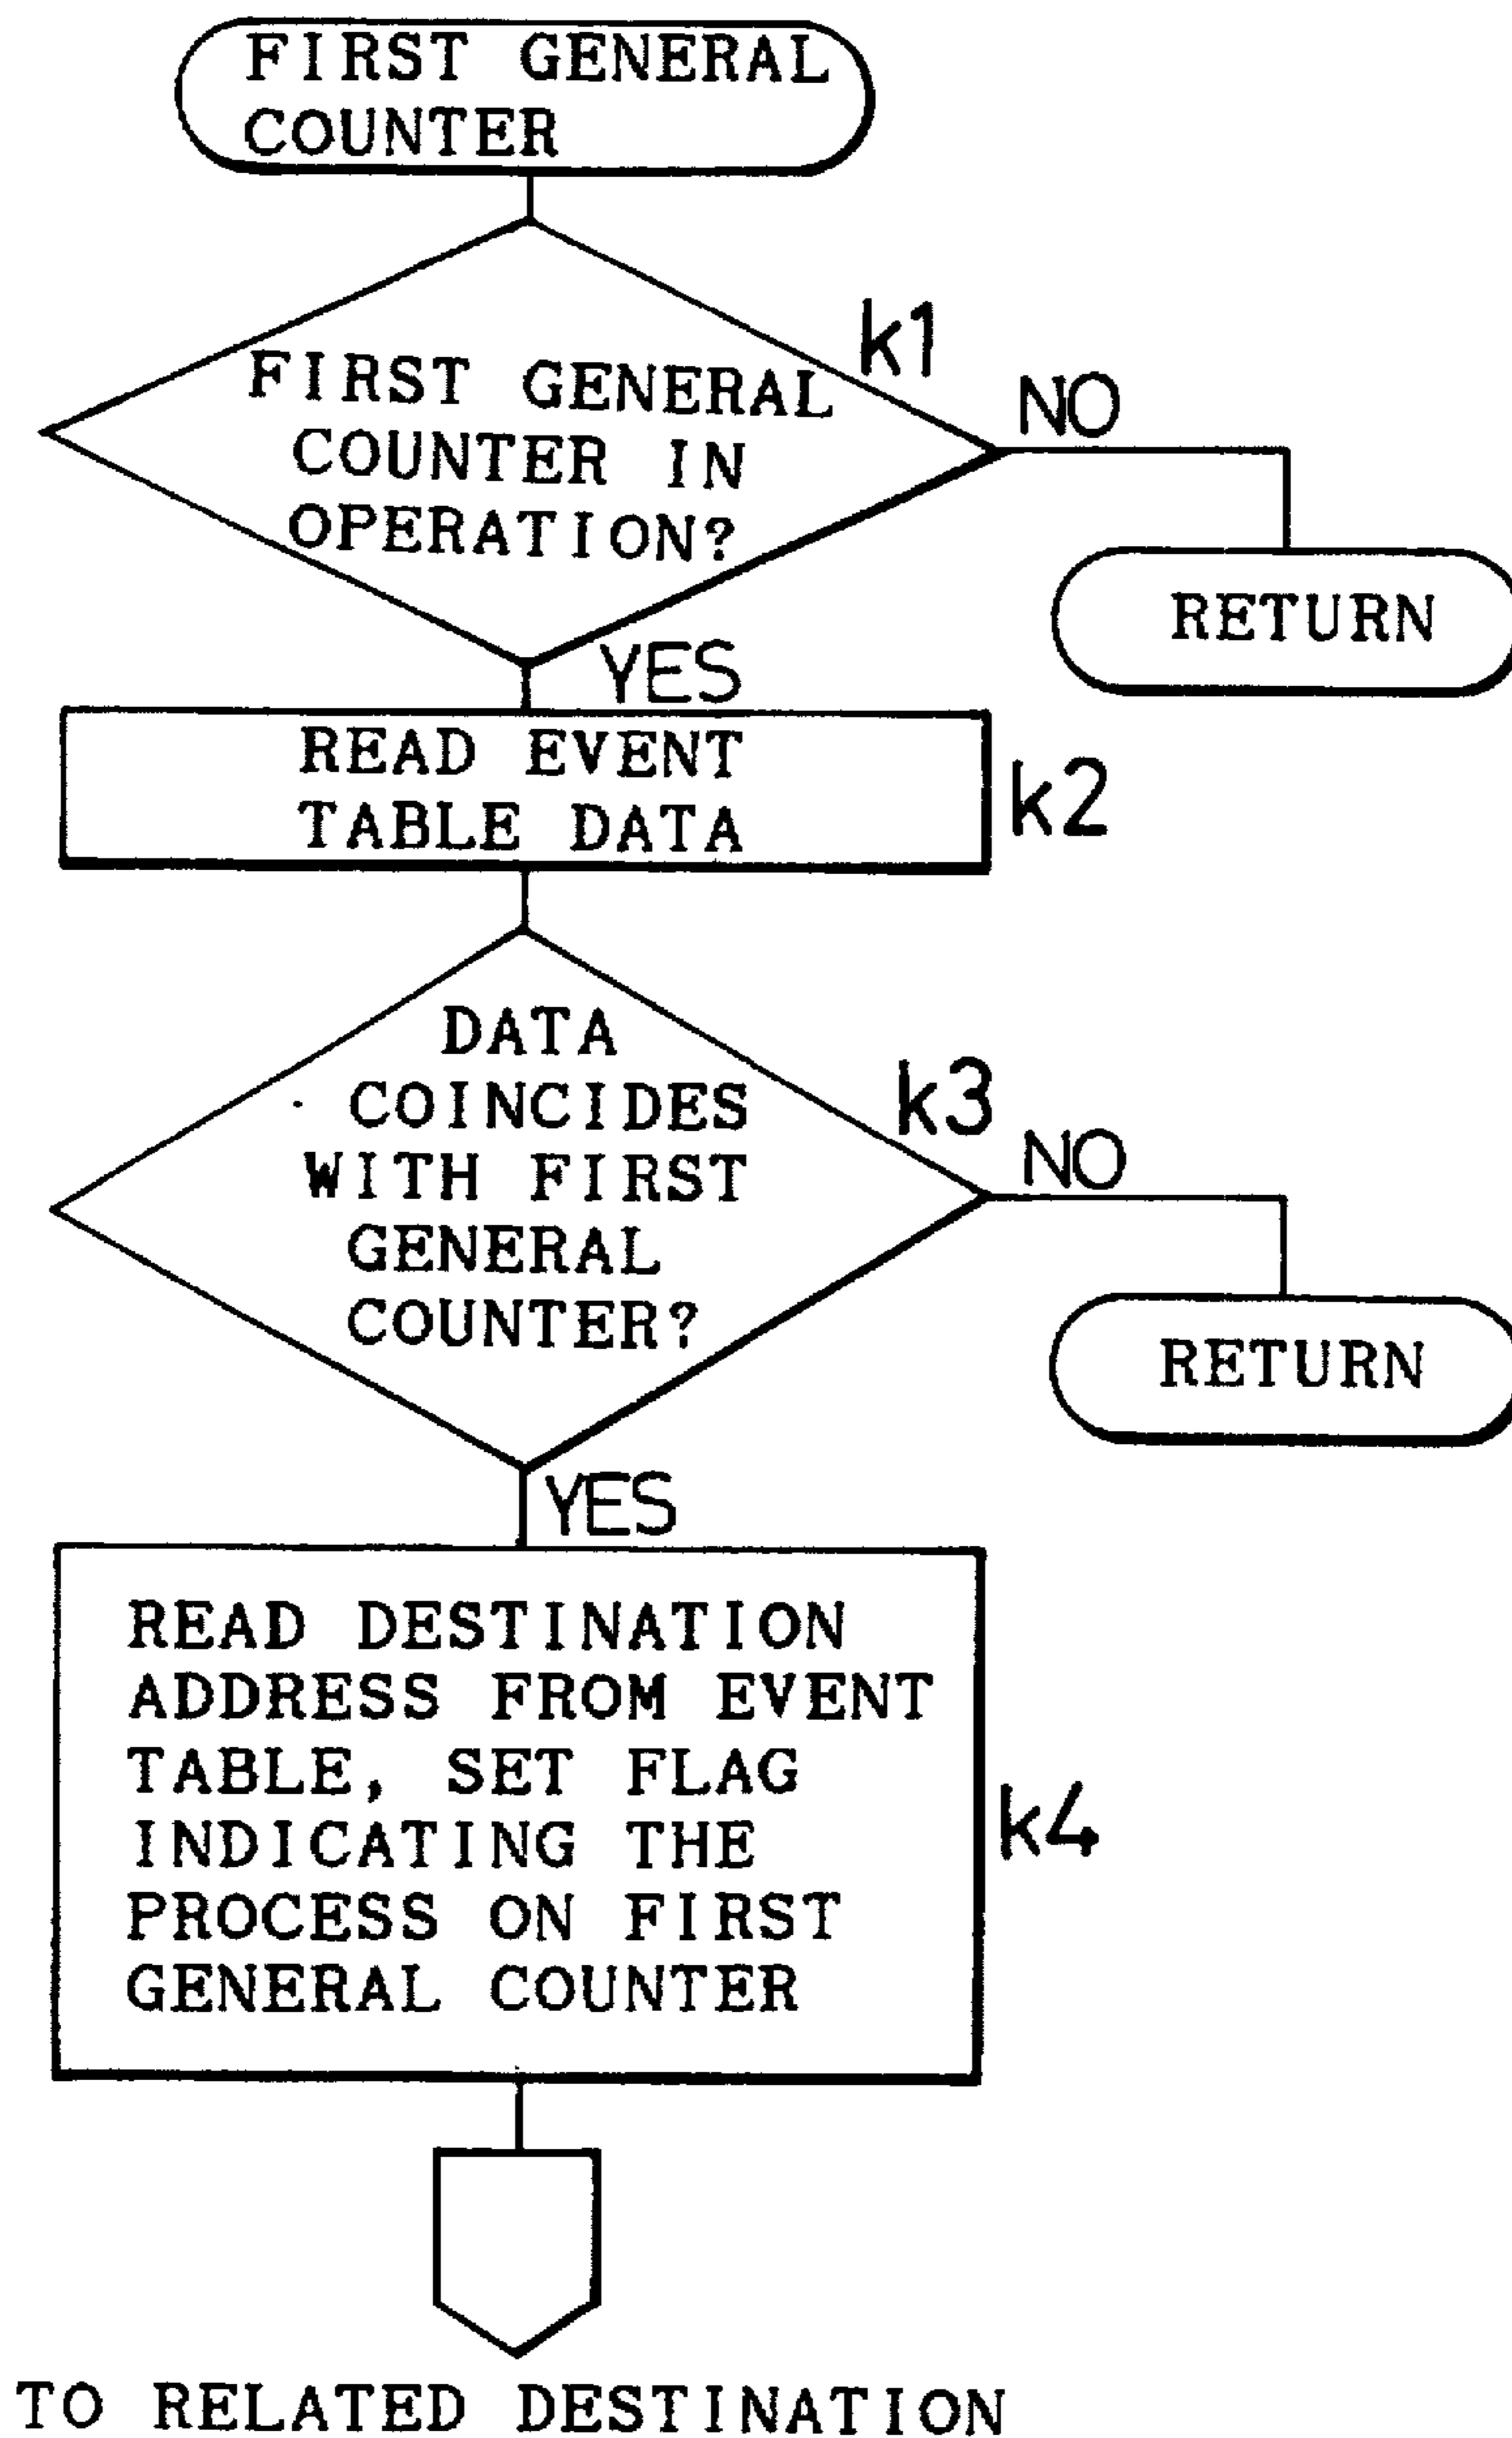 FIRST GENERAL
COUNTER
k1
FIRST GENERAL
COUNTER IN
OPERATION?
NO
RETURN
YES
READ EVENT
TABLE DATA
k2
DATA
COINCIDES
WITH FIRST
GENERAL
COUNTER?
k3
NO
RETURN
YES
READ DESTINATION
ADDRESS FROM EVENT
TABLE, SET FLAG
INDICATING THE
PROCESS ON FIRST
GENERAL COUNTER
k4
TO RELATED DESTINATION